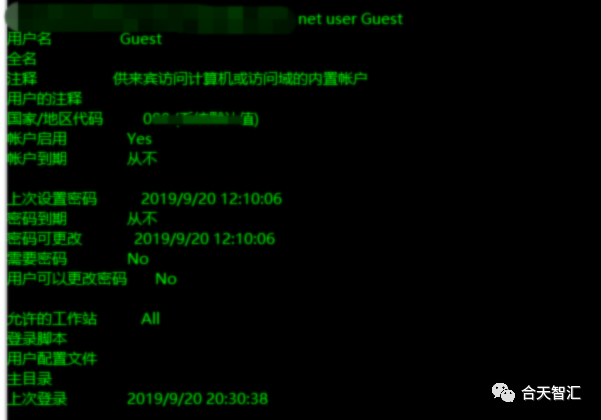 net user Guest
用户名 Guest
全名
注释 供来宾访问计算机或访问域的内置帐户
用户的注释
国家/地区代码 值)
帐户启用 Yes
帐户到期 从不
上次设置密码 2019/9/20 12:10:06
密码到期 从不
密码可更改 2019/9/20 12:10:06
需要密码 No
用户可以更改密码 No
允许的工作站 All
登录脚本
用户配置文件
主目录
上次登录 2019/9/20 20:30:38
合天智汇